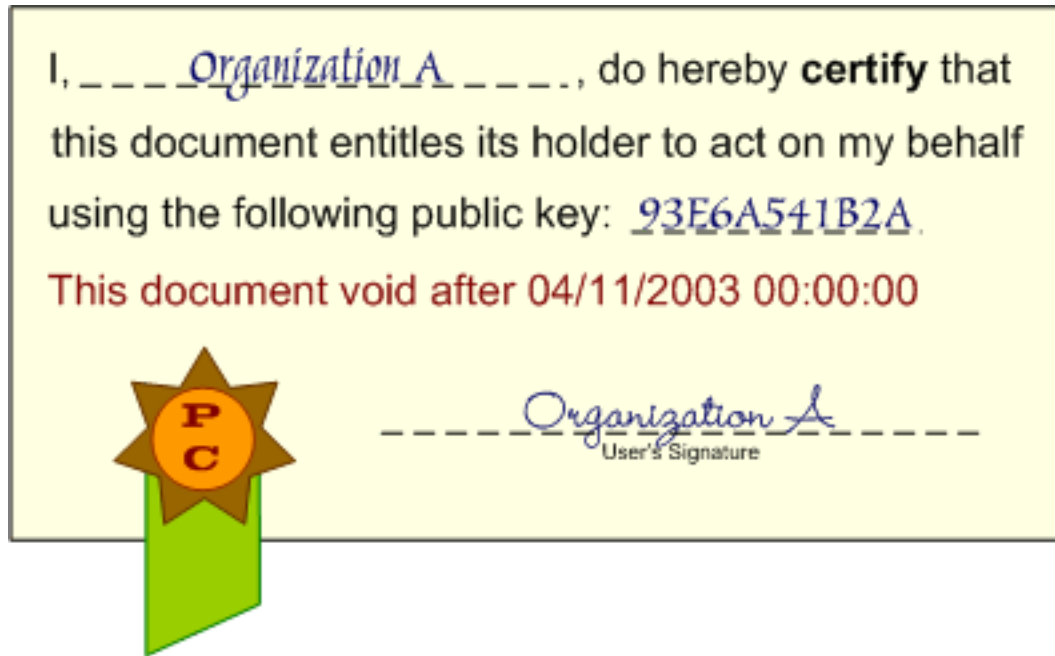 I, Organization A, do hereby certify that
this document entitles its holder to act on my behalf
using the following public key: 93E6A541B2A.
This document void after 04/11/2003 00:00:00
P
C
Organization A
User's Signature